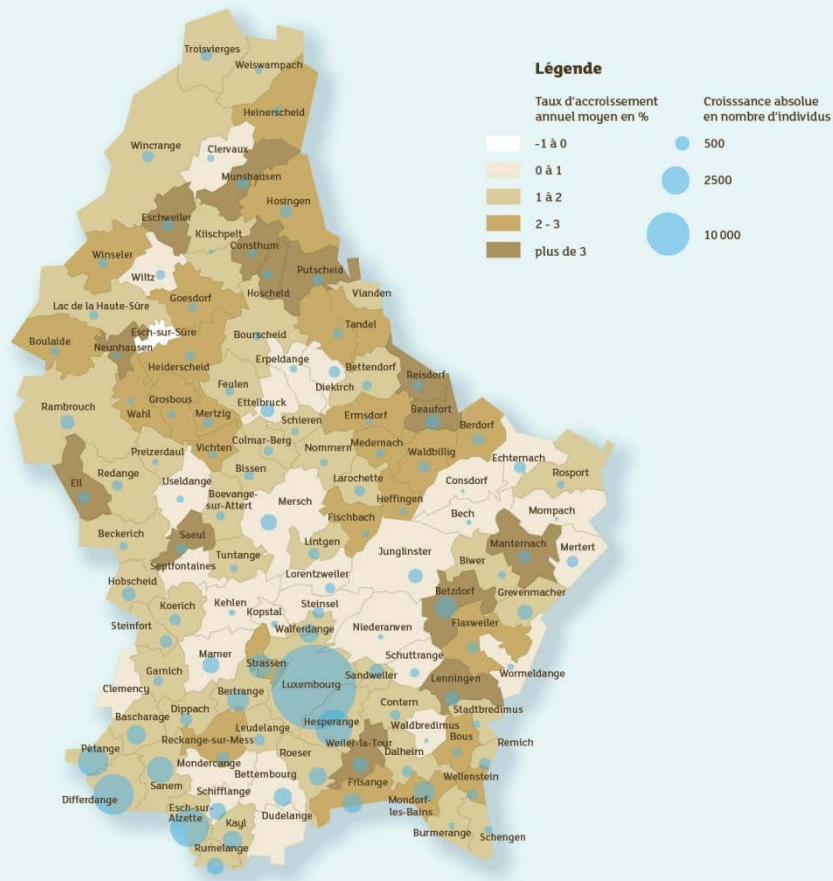 Troisvierges
Weiswampach
Légende
Taux d'accroissement
annuel moyen en %
Croisssance absolue
en nombre d'individus
-1 à 0
500
0 à 1
2500
1 à 2
2 - 3
10 000
plus de 3
Heinerscheid
Wincrange
Clervaux
Munshausen
Hosingen
Eschweiler
Kiischpelt
Consthum
Winseler
Wiltz
Putscheid
Hoscheid
Vianden
Goesdorf
Lac de la Haute-Sûre
Tandel
Esch-sur-Sûre
Bourscheid
Boulaide
Neunhausen
Erpeldange
Heiderscheid
Bettendorf
Reisdorf
Feulen
Diekirch
Grosbous
Ettelbruck
Rambrouch
Wahl
Mertzig
Schieren
Ermsdorf
Beaufort
Berdorf
Colmar-Berg
Medernach
Preizerdaul
Vichten
Nommern
Waldbillig
Echternach
Redange
Bissen
Rosport
Ell
Useldange
Larochette
Consdorf
Boevange-
sur-Attert
Mersch
Heffingen
Bech
Mompach
Fischbach
Beckerich
Saeul
Lintgen
Manternach
Mertert
Junglinster
Tuntange
Biwer
Septfontaines
Lorentzweiler
Hobscheid
Betzdorf
Grevenmacher
Koerich
Kehlen
Steinsel
Kopstal
Flaxweiler
Steinfort
Walferdange
Niederanven
Mamer
Strassen
Schuttrange
Garnich
Sandweiler
Lenningen
Wormeldange
Clemency
Luxembourg
Bertrange
Contern
Stadtbredimus
Dippach
Bascharage
Hesperange
Waldbredimus
Leudelange
Bous
Remich
Reckange-sur-Mess
Weiler-la-Tour
Pétange
Roeser
Dalheim
Mondercange
Bettembourg
Wellenstein
Sanem
Frisange
Schifflange
Differdange
Mondorf-
les-Bains
Esch-sur-
Alzette
Kayl
Dudelange
Burmerange
Schengen
Rumelange